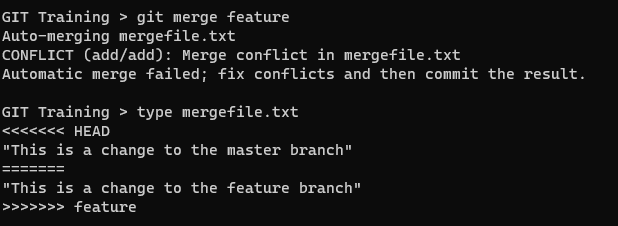 GIT Training > git merge feature
Auto-merging mergefile.txt
CONFLICT (add/add): Merge conflict in mergefile.txt
Automatic merge failed; fix conflicts and then commit the result.
GIT Training > type mergefile.txt
<<<<<<< HEAD
"This is a change to the master branch"
=======
"This is a change to the feature branch"
>>>>>>> feature